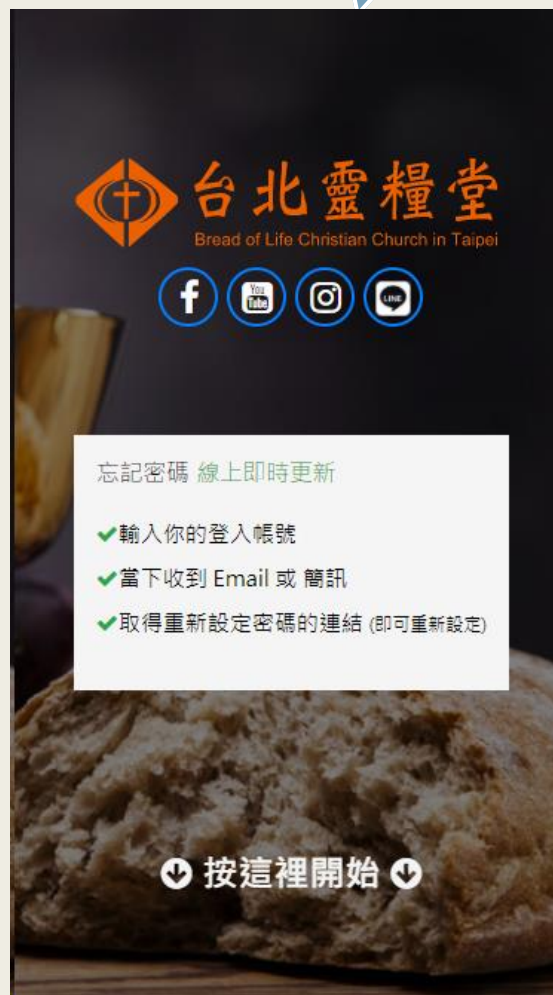 台北靈糧堂
Bread of Life Christian Church in Taipei
f You Tube LINE
忘記密碼 線上即時更新
輸入你的登入帳號
當下收到 Email 或 簡訊
取得重新設定密碼的連結 (即可重新設定)
按這裡開始